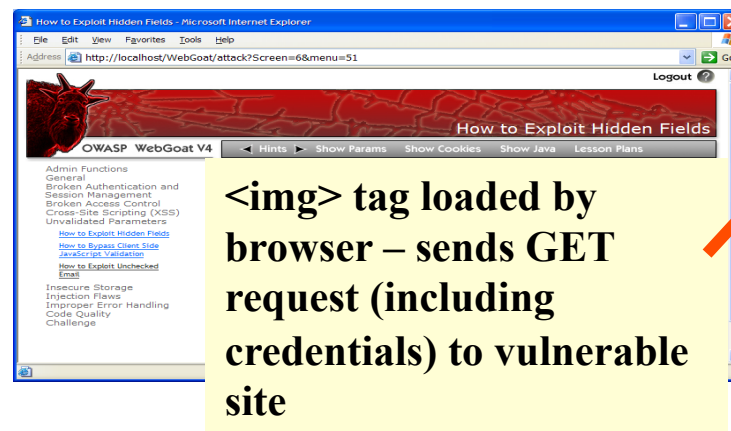 How to Exploit Hidden Fields - Microsoft Internet Explorer
File Edit View Favorites Tools Help
Address http://localhost/WebGoat/attack?Screen=6&menu=51
Logout ?
How to Exploit Hidden Fields
OWASP WebGoat V4 Hints Show Params Show Cookies Show Java Lesson Plans
Admin Functions
General
Broken Authentication and
Session Management
Broken Access Control
Cross-Site Scripting (XSS)
Unvalidated Parameters
How to Exploit Hidden Fields
How to Bypass Client Side
JavaScript Validation
How to Exploit Unchecked
Email
Insecure Storage
Injection Flaws
Improper Error Handling
Code Quality
Challenge
<img> tag loaded by
browser – sends GET
request (including
credentials) to vulnerable
site